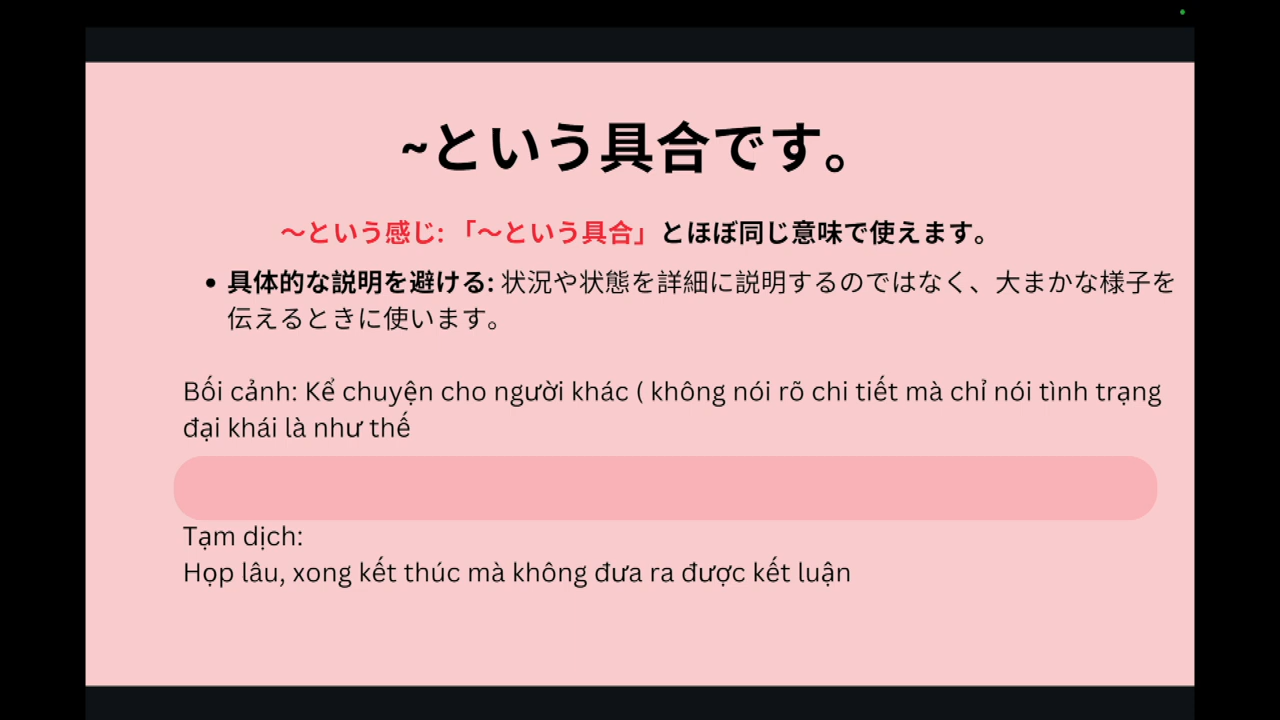 ~という具合です。
～という感じ: 「～という具合」とほぼ同じ意味で使えます。
• 具体的な説明を避ける: 状況や状態を詳細に説明するのではなく、大まかな様子を
伝えるときに使います。
Bối cảnh: Kể chuyện cho người khác ( không nói rõ chi tiết mà chỉ nói tình trạng
đại khái là như thế
Tạm dịch:
Họp lâu, xong kết thúc mà không đưa ra được kết luận